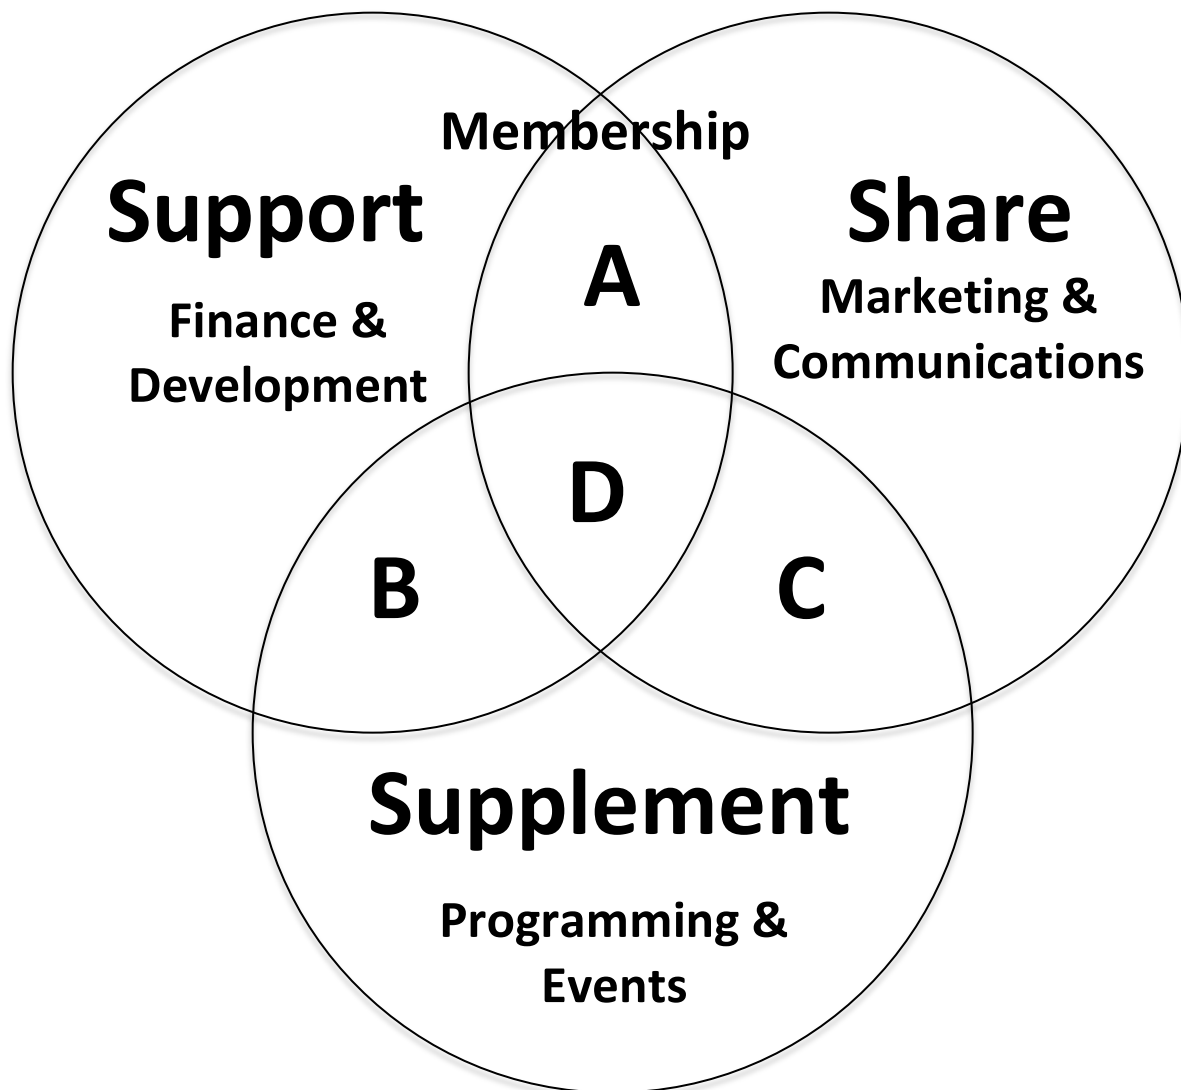 Membership
Support
Share
A
Marketing &
Communications
Finance &
Development
D
B
C
Supplement
Programming &
Events